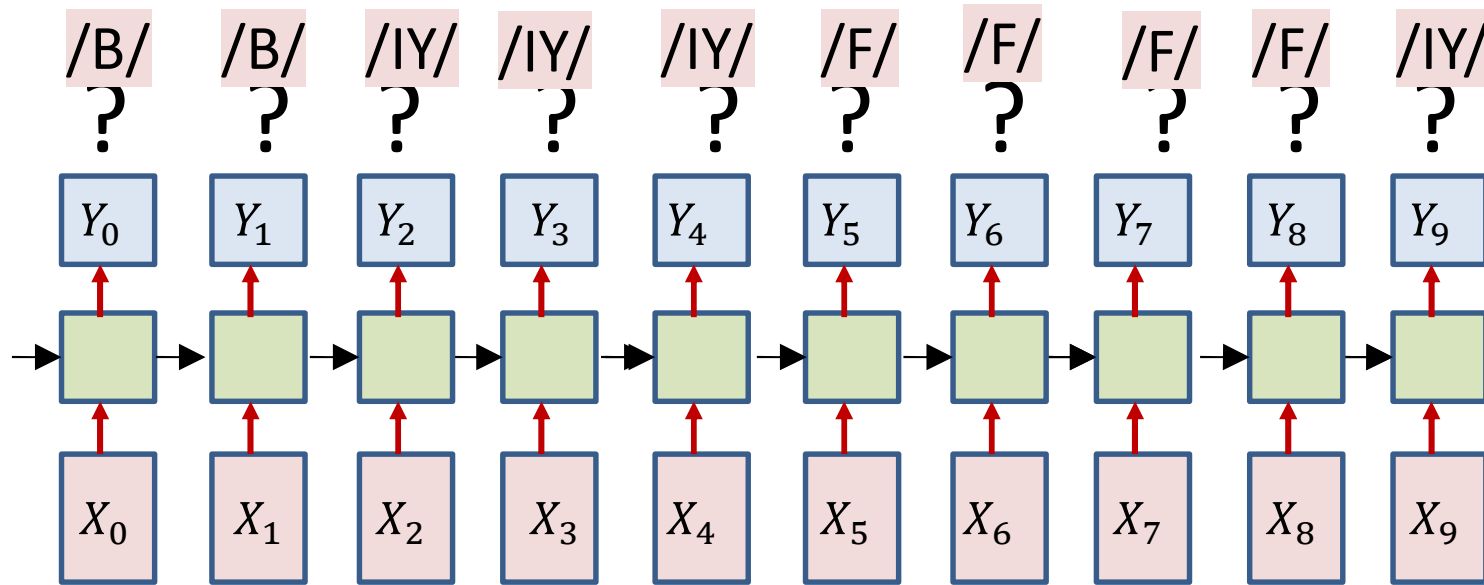 /B/ /B/ /IY/ /IY/ /IY/ /F/ /F/ /F/ /F/ /IY/
? ? ? ? ? ? ? ? ? ?
Y₀ Y₁ Y₂ Y₃ Y₄ Y₅ Y₆ Y₇ Y₈ Y₉
X₀ X₁ X₂ X₃ X₄ X₅ X₆ X₇ X₈ X₉